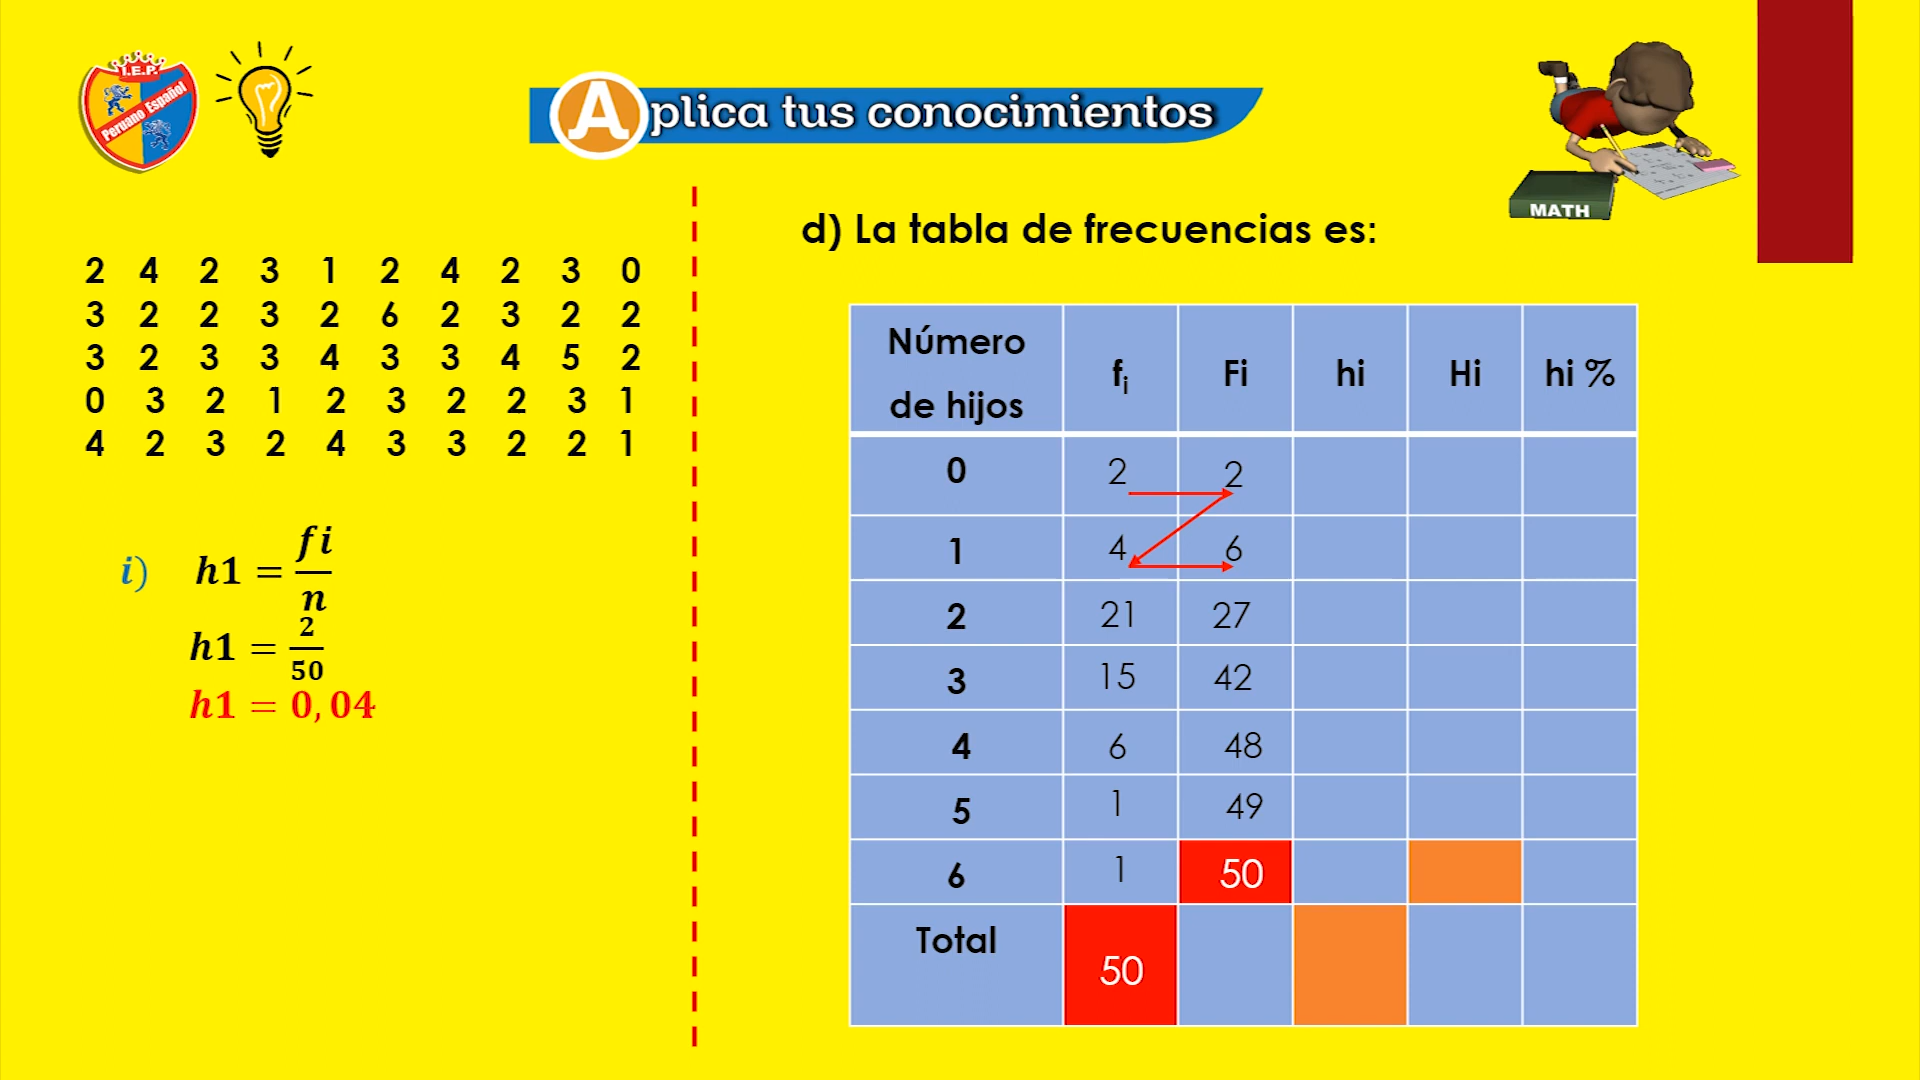 I.E.P.
Peruano Español
Aplica tus conocimientos
MATH
2 4 2 3 1 2 4 2 3 0
3 2 2 3 2 6 2 3 2 2
3 2 3 3 4 3 3 4 5 2
0 3 2 1 2 3 2 2 3 1
4 2 3 2 4 3 3 2 2 1
i) h1 = fi/n
h1 = 2/50
h1 = 0,04
d) La tabla de frecuencias es:
Número de hijos fi Fi hi Hi hi %
0 2 2
1 4 6
2 21 27
3 15 42
4 6 48
5 1 49
6 1 50
Total 50